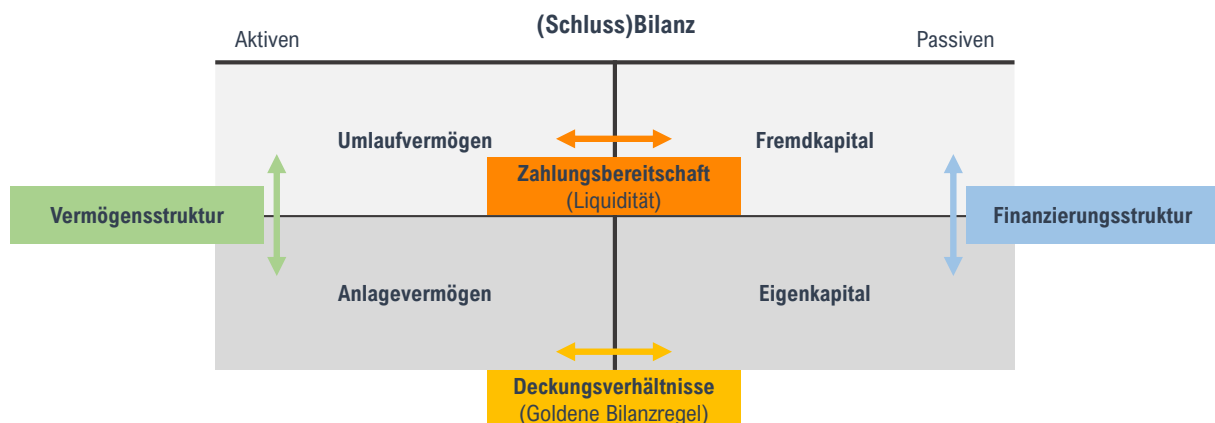 (Schluss)Bilanz
Aktiven
Passiven
Umlaufvermögen
Fremdkapital
Zahlungsbereitschaft
(Liquidität)
Vermögensstruktur
Finanzierungsstruktur
Anlagevermögen
Eigenkapital
Deckungsverhältnisse
(Goldene Bilanzregel)